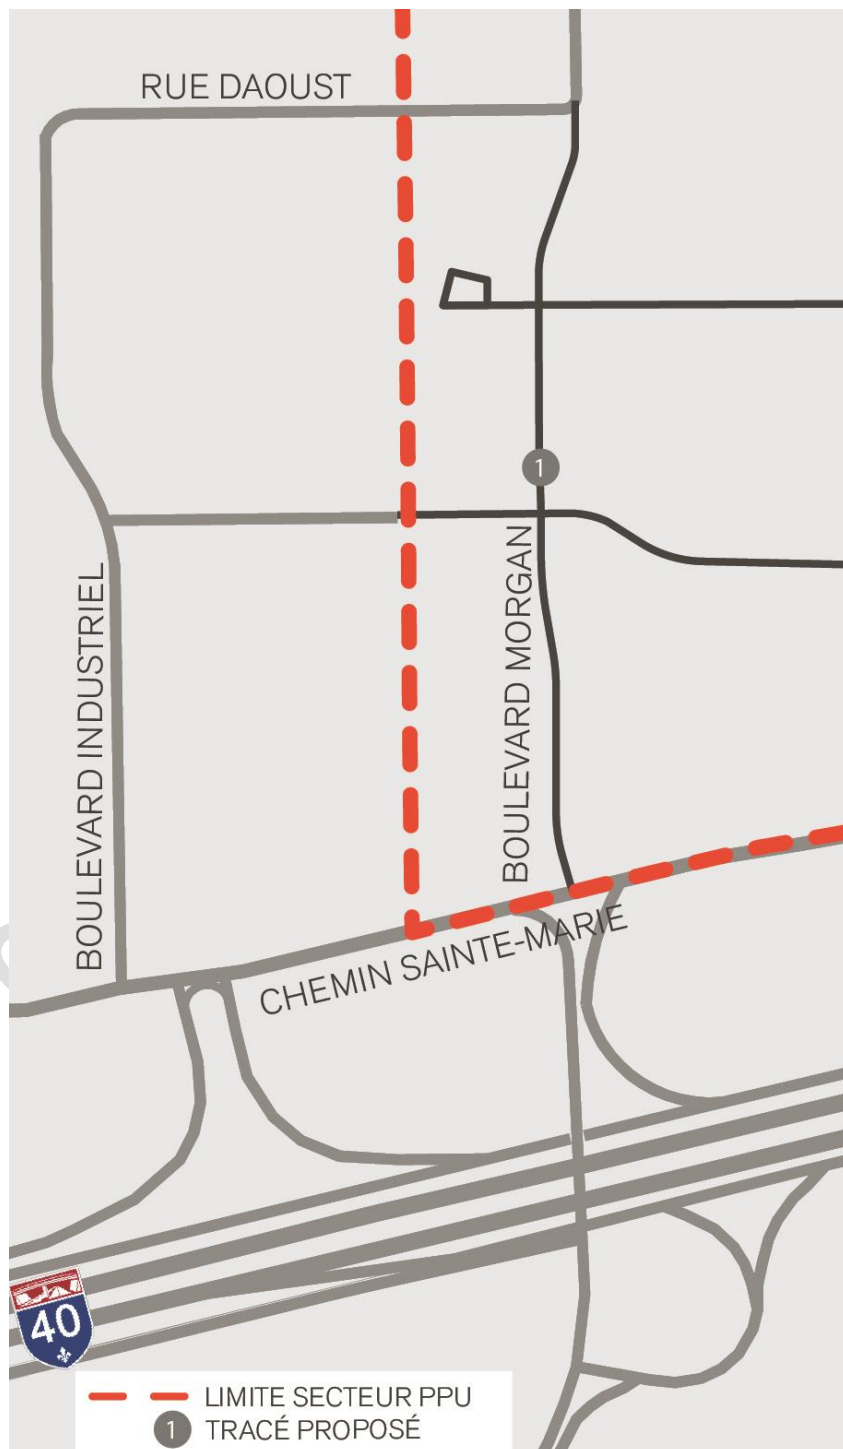 RUE DAOUST
1
BOULEVARD MORGAN
BOULEVARD INDUSTRIEL
CHEMIN SAINTE-MARIE
40
LIMITE SECTEUR PPU
1 TRACÉ PROPOSÉ